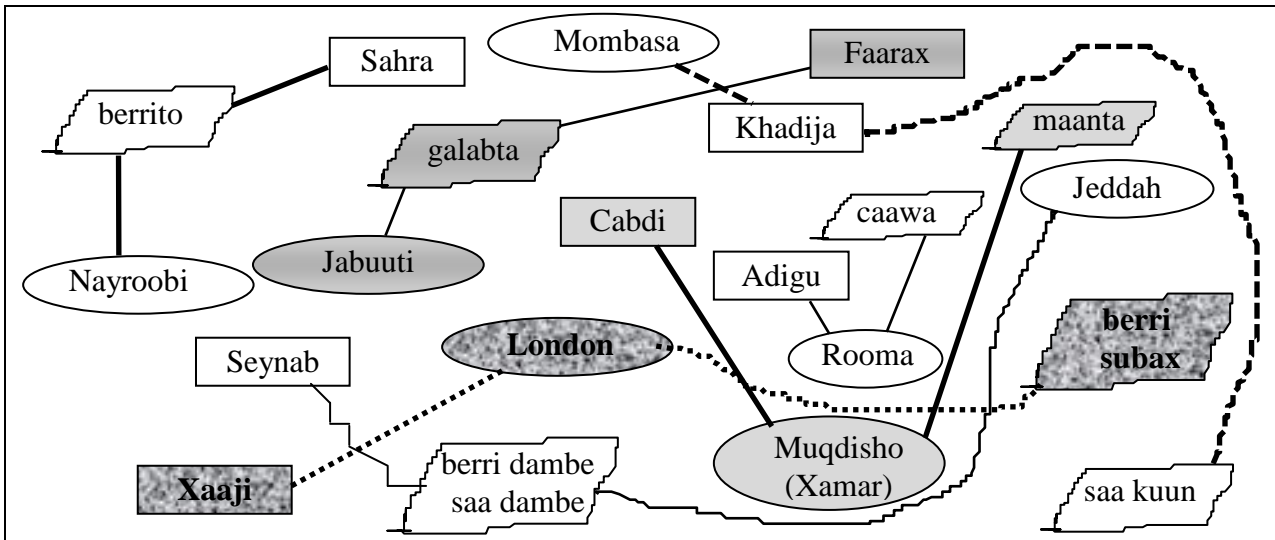 Mombasa
Faarax
Sahra
berrito
Khadija
maanta
galabta
Jeddah
caawa
Cabdi
Jabuuti
Nayroobi
Adigu
berri
subax
London
Rooma
Seynab
Muqdisho
(Xamar)
berri dambe
saa dambe
Xaaji
saa kuun